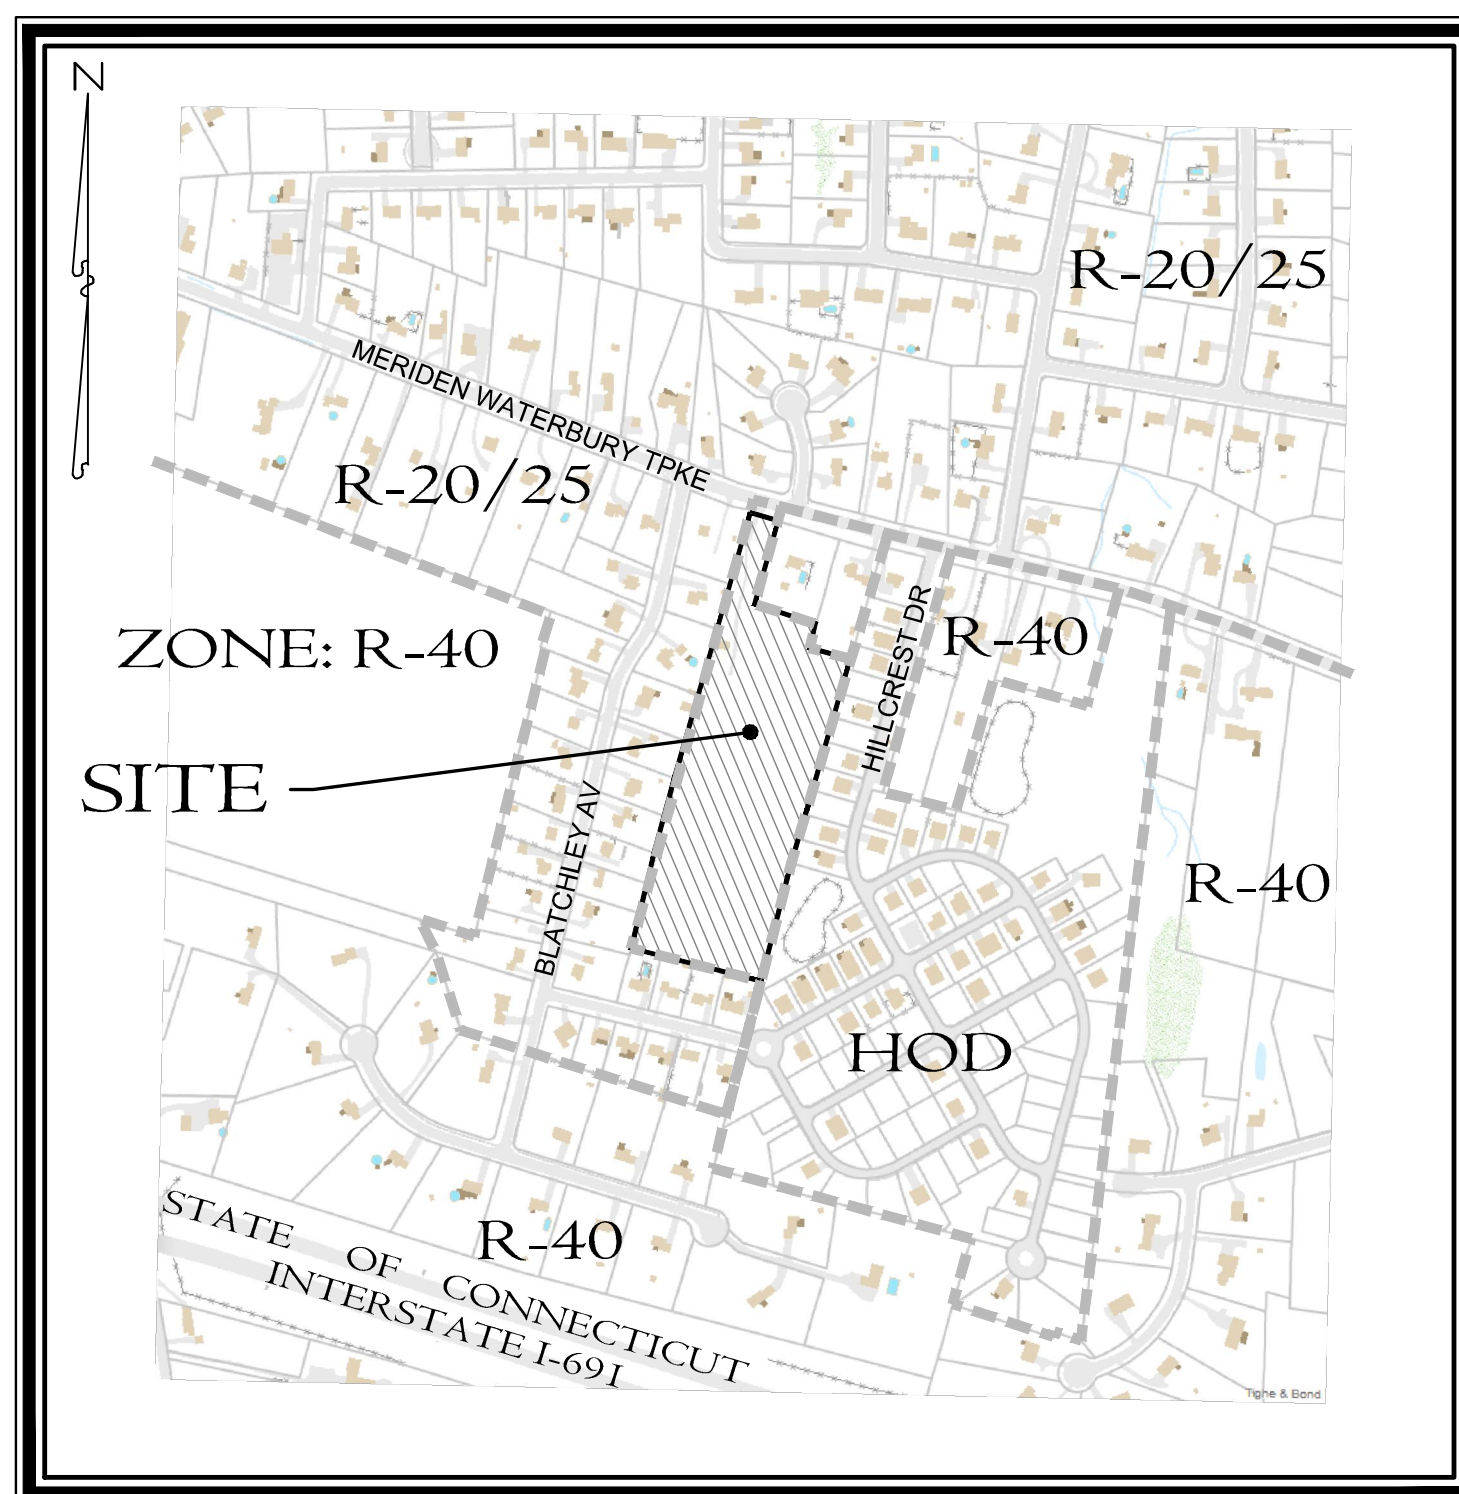 N
R-20/25
MERIDEN WATERBURY TPKE
R-20/25
HILLCREST DR
R-40
ZONE: R-40
SITE
BLATCHLEY AV
R-40
HOD
R-40
STATE OF CONNECTICUT
INTERSTATE I-691
Tighe & Bond